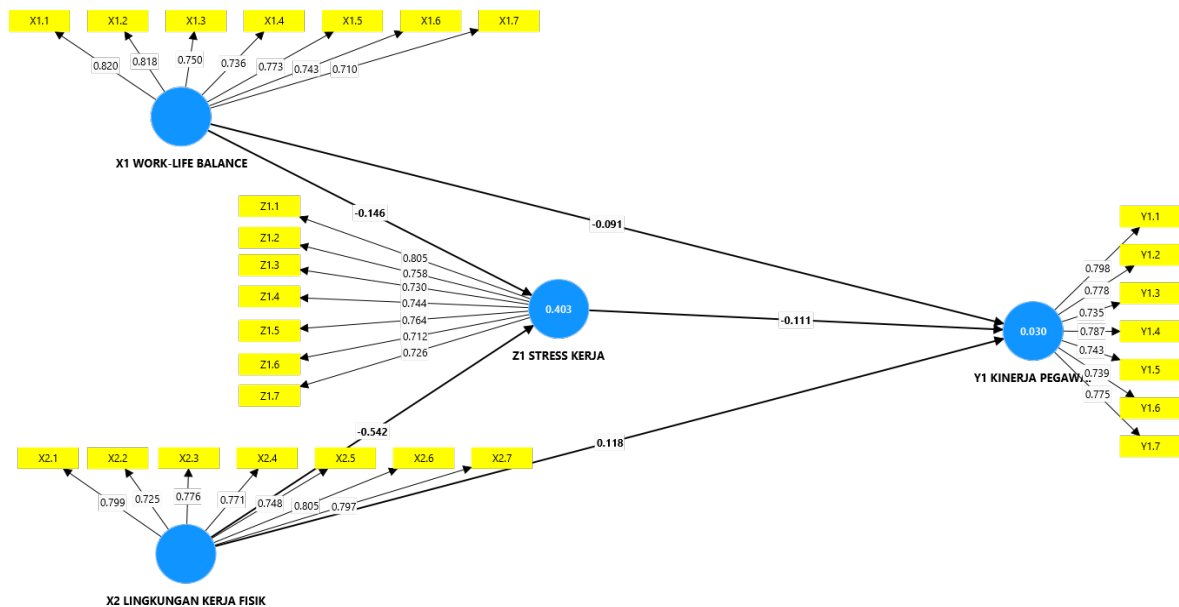 X1.1 X1.2 X1.3 X1.4 X1.5 X1.6 X1.7
0.820 0.818 0.750 0.736 0.773 0.743 0.710
X1 WORK-LIFE BALANCE
-0.146
-0.091
Z1.1
Z1.2
Z1.3
Z1.4
Z1.5
Z1.6
Z1.7
0.805
0.758
0.730
0.744
0.764
0.712
0.726
0.403
Z1 STRESS KERJA
-0.111
Y1.1
Y1.2
Y1.3
Y1.4
Y1.5
Y1.6
Y1.7
0.798
0.778
0.735
0.787
0.743
0.739
0.775
0.030
Y1 KINERJA PEGAW...
-0.542
0.118
X2.1 X2.2 X2.3 X2.4 X2.5 X2.6 X2.7
0.799 0.725 0.776 0.771 0.748 0.805 0.797
X2 LINGKUNGAN KERJA FISIK